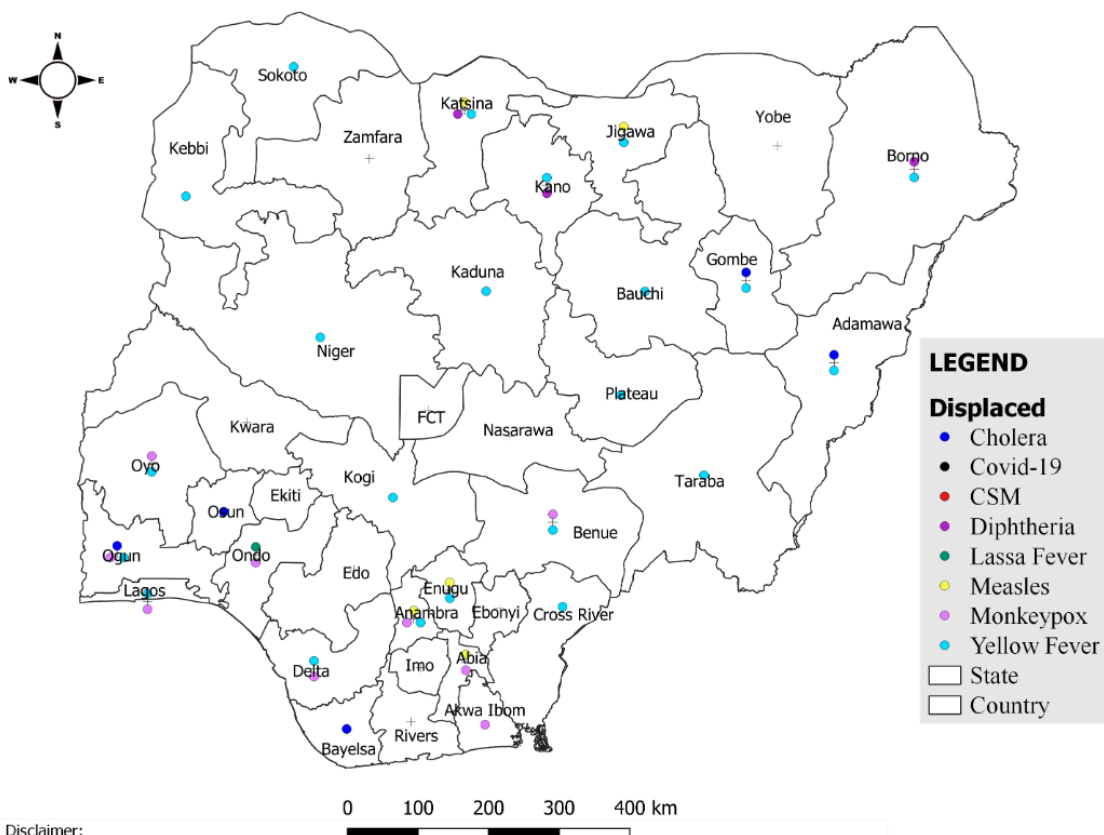 N
W E
S
Sokoto
Katsina
Zamfara
Jigawa
Yobe
Kebbi
Borno
Kano
Gombe
Kaduna
Bauchi
Adamawa
Niger
Plateau
FCT
Kwara
Nasarawa
Oyo
Kogi
Taraba
Ekiti
Osun
Benue
Ogun
Ondo
Edo
Lagos
Enugu
Anambra
Ebonyi
Cross River
Delta
Imo
Abia
Akwa Ibom
Rivers
Bayelsa
LEGEND
Displaced
Cholera
Covid-19
CSM
Diphtheria
Lassa Fever
Measles
Monkeypox
Yellow Fever
State
Country
0 100 200 300 400 km
Disclaimer: